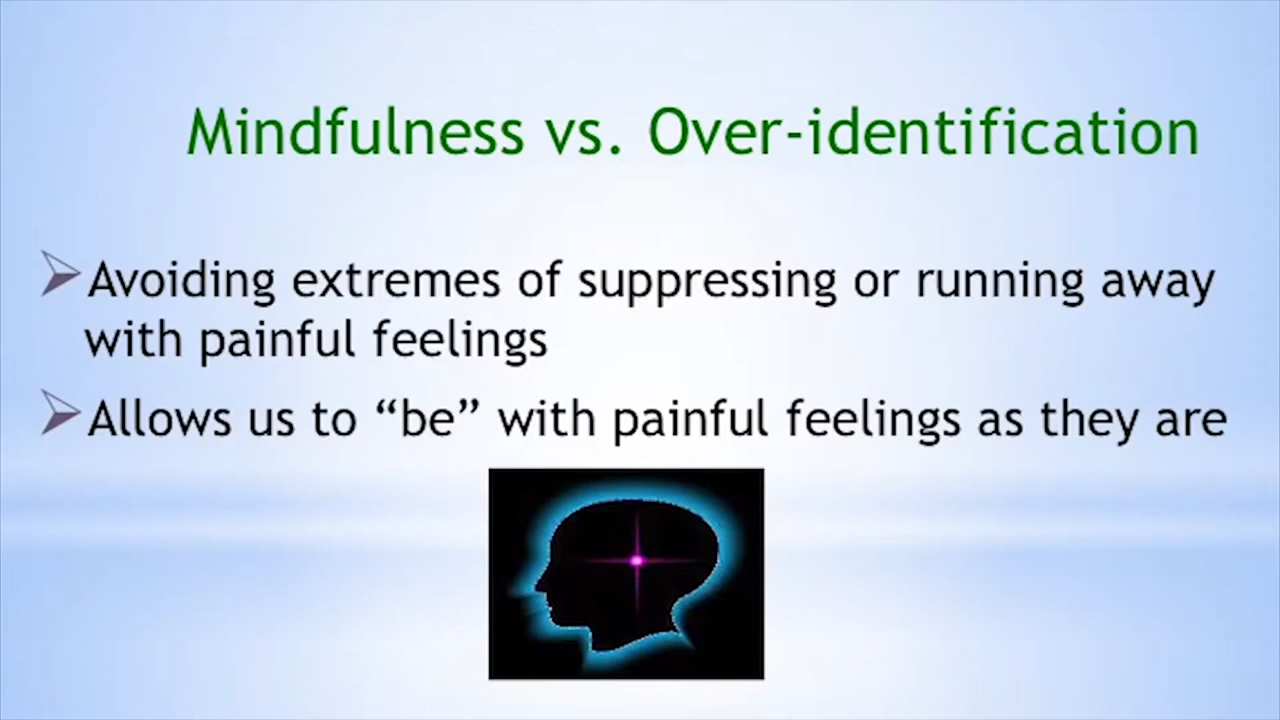 Mindfulness vs. Over-identification
Avoiding extremes of suppressing or running away
with painful feelings
Allows us to “be” with painful feelings as they are